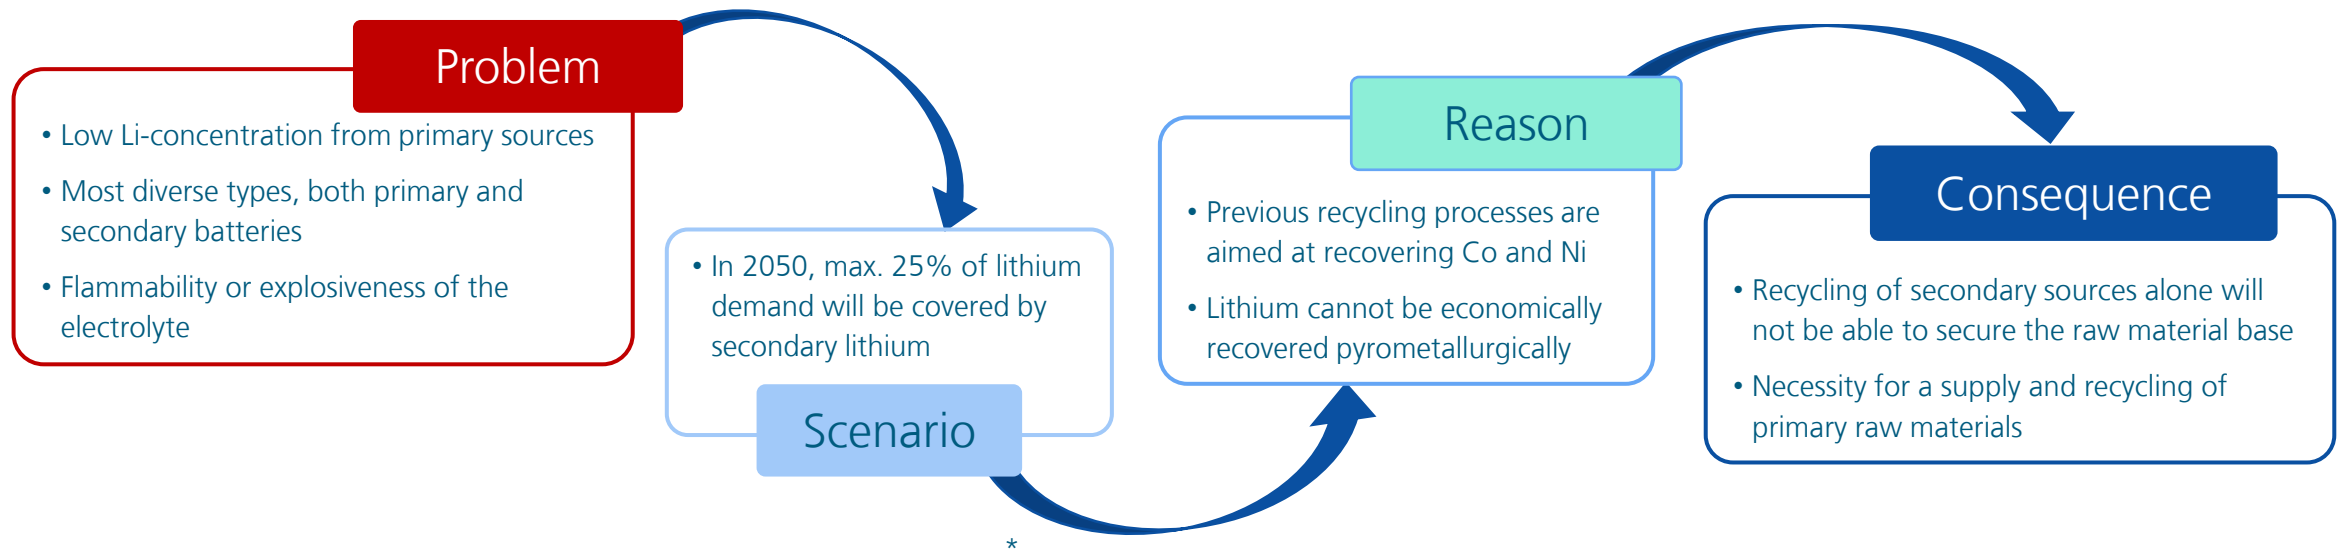 Problem
• Low Li-concentration from primary sources
• Most diverse types, both primary and
secondary batteries
• Flammability or explosiveness of the
electrolyte
• In 2050, max. 25% of lithium
demand will be covered by
secondary lithium
Scenario
Reason
• Previous recycling processes are
aimed at recovering Co and Ni
• Lithium cannot be economically
recovered pyrometallurgically
Consequence
• Recycling of secondary sources alone will
not be able to secure the raw material base
• Necessity for a supply and recycling of
primary raw materials
*